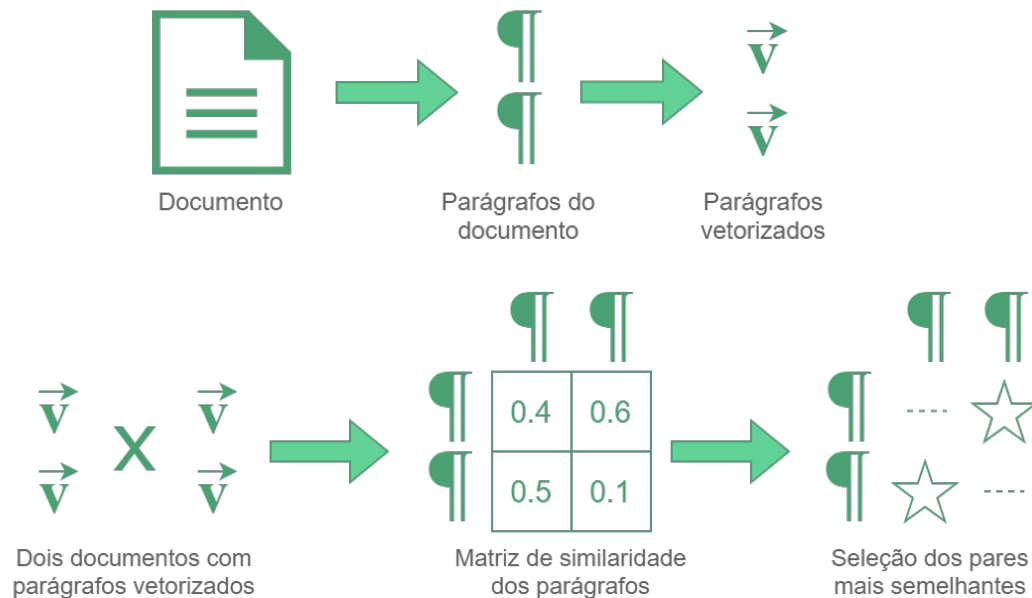 ¶ v
¶ v
Documento
Parágrafos do
documento
Parágrafos
vetorizados
¶ ¶ ¶ ¶
v X v ¶ 0.4 0.6 ¶ ----
v v ¶ 0.5 0.1 ¶ ----
Dois documentos com
parágrafos vetorizados
Matriz de similaridade
dos parágrafos
Seleção dos pares
mais semelhantes